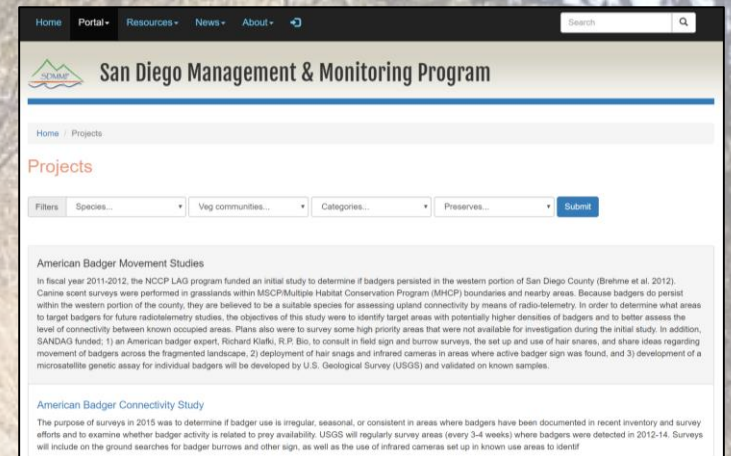 Home Portal Resources News About Search
SDMMP
San Diego Management & Monitoring Program
Home / Projects
Projects
Filters Species... Veg communities... Categories... Preserves... Submit
American Badger Movement Studies
In fiscal year 2011-2012, the NCCP LAG program funded an initial study to determine if badgers persisted in the western portion of San Diego County (Brehme et al. 2012).
Canine scent surveys were performed in grasslands within MSCP/Multiple Habitat Conservation Program (MHCP) boundaries and nearby areas. Because badgers do persist
within the western portion of the county, they are believed to be a suitable species for assessing upland connectivity by means of radio-telemetry. In order to determine what areas
to target badgers for future radiotelemetry studies, the objectives of this study were to identify target areas with potentially higher densities of badgers and to better assess the
level of connectivity between known occupied areas. Plans also were to survey some high priority areas that were not available for investigation during the initial study. In addition,
SANDAG funded; 1) an American badger expert, Richard Klafki, R.P. Bio, to consult in field sign and burrow surveys, the set up and use of hair snares, and share ideas regarding
movement of badgers across the fragmented landscape, 2) deployment of hair snags and infrared cameras in areas where active badger sign was found, and 3) development of a
microsatellite genetic assay for individual badgers will be developed by U.S. Geological Survey (USGS) and validated on known samples.
American Badger Connectivity Study
The purpose of surveys in 2015 was to determine if badger use is irregular, seasonal, or consistent in areas where badgers have been documented in recent inventory and survey
efforts and to examine whether badger activity is related to prey availability. USGS will regularly survey areas (every 3-4 weeks) where badgers were detected in 2012-14. Surveys
will include on the ground searches for badger burrows and other sign, as well as the use of infrared cameras set up in known use areas to identif